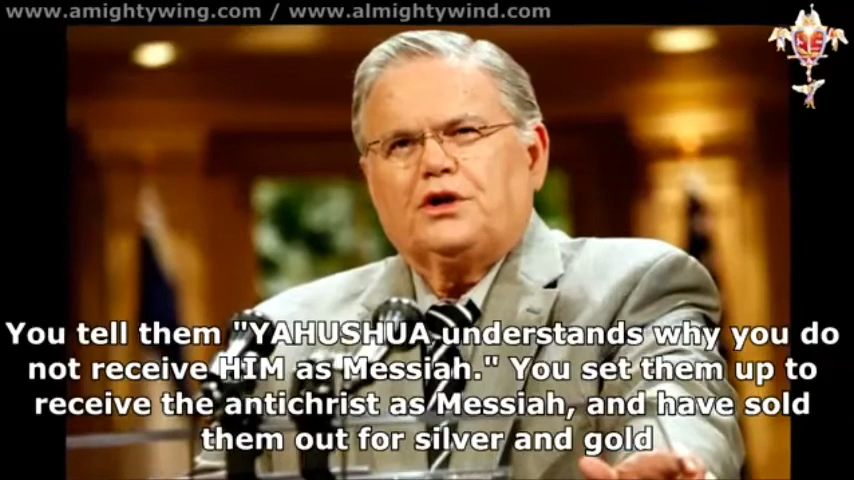 www.amightywing.com / www.almightywind.com
You tell them "YAHUSHUA understands why you do
not receive HIM as Messiah." You set them up to
receive the antichrist as Messiah, and have sold
them out for silver and gold